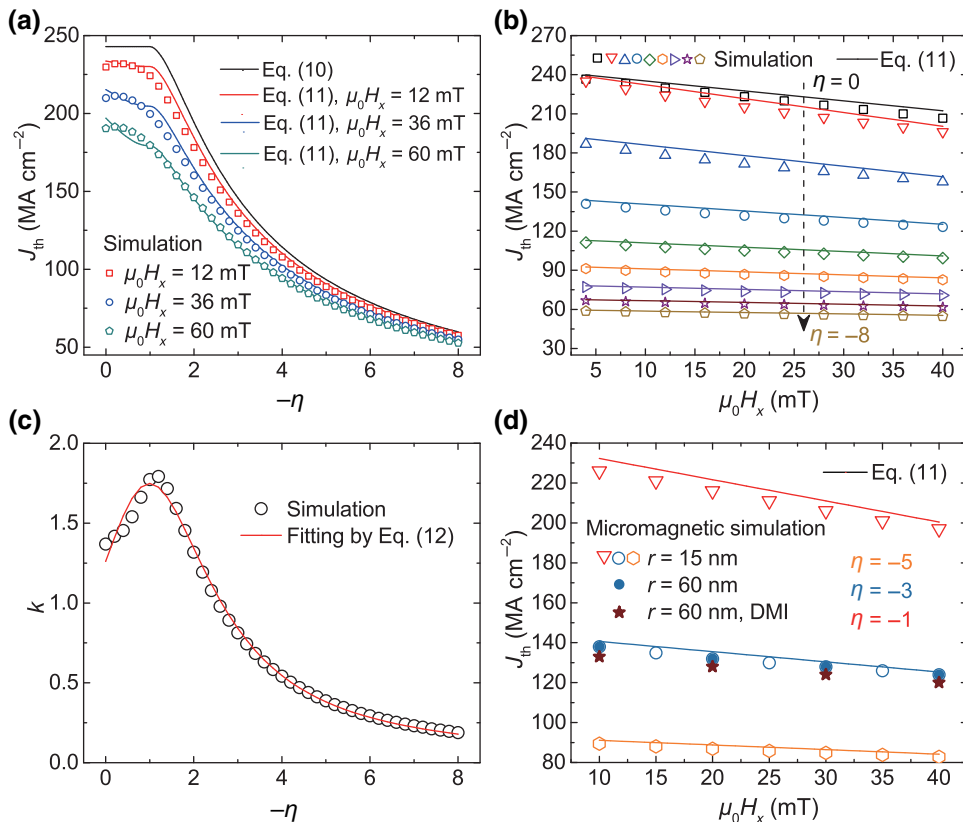 (a)
250
200
150
100
50
J_th (MA cm⁻²)
Eq. (10)
Eq. (11), μ₀Hₓ = 12 mT
Eq. (11), μ₀Hₓ = 36 mT
Eq. (11), μ₀Hₓ = 60 mT
Simulation
μ₀Hₓ = 12 mT
μ₀Hₓ = 36 mT
μ₀Hₓ = 60 mT
0 2 4 6 8
−η
(b)
270
240
210
180
150
120
90
60
30
J_th (MA cm⁻²)
Simulation
Eq. (11)
η = 0
η = −8
5 10 15 20 25 30 35 40
μ₀Hₓ (mT)
(c)
2.0
1.5
1.0
0.5
0.0
k
Simulation
Fitting by Eq. (12)
0 2 4 6 8
−η
(d)
240
220
200
180
160
140
120
100
80
J_th (MA cm⁻²)
Eq. (11)
Micromagnetic simulation
r = 15 nm
r = 60 nm
r = 60 nm, DMI
η = −5
η = −3
η = −1
10 15 20 25 30 35 40
μ₀Hₓ (mT)